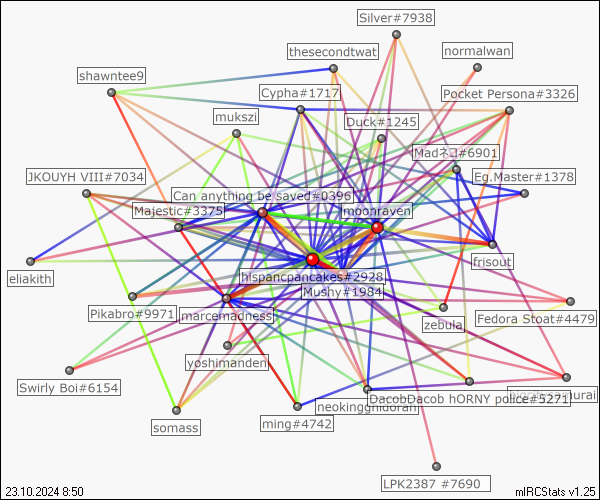 Silver#7938
thesecondtwat
normalwan
shawntee9
Cypha#1717
Pocket Persona#3326
mukszi
Duck#1245
Madネコ#6901
JKOUYH VIII#7034
Eg.Master#1378
Can anything be saved#0396
Majestic#3375
moonraven
frisout
eliakith
hispancpancakes#2928
Mushy#1984
Pikabro#9971
marcemadness
zebula
Fedora Stoat#4479
yoshimanden
Swirly Boi#6154
DacobDacob hORNY police#5271
neokingghidorah
somass
ming#4742
LPK2387 #7690
23.10.2024 8:50
mIRCStats v1.25